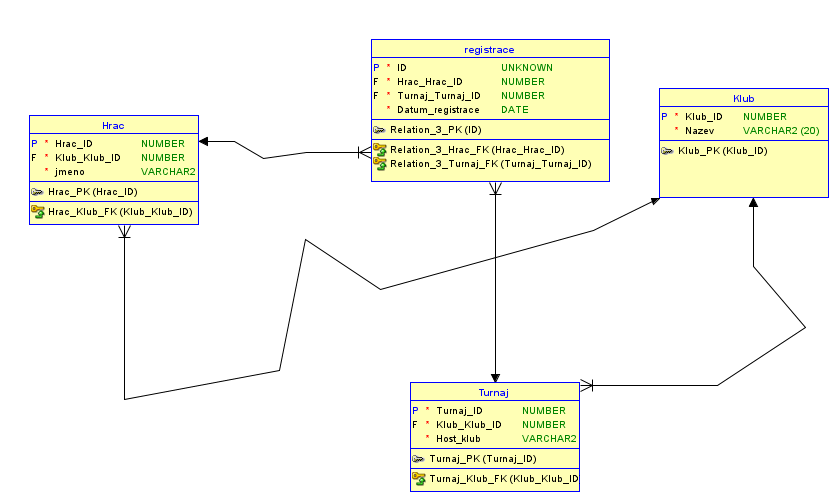 registrace
P * ID UNKNOWN
F * Hrac_Hrac_ID NUMBER
F * Turnaj_Turnaj_ID NUMBER
* Datum_registrace DATE
Relation_3_PK (ID)
Relation_3_Hrac_FK (Hrac_Hrac_ID)
Relation_3_Turnaj_FK (Turnaj_Turnaj_ID)
Klub
P * Klub_ID NUMBER
* Nazev VARCHAR2 (20)
Klub_PK (Klub_ID)
Hrac
P * Hrac_ID NUMBER
F * Klub_Klub_ID NUMBER
* jmeno VARCHAR2
Hrac_PK (Hrac_ID)
Hrac_Klub_FK (Klub_Klub_ID)
Turnaj
P * Turnaj_ID NUMBER
F * Klub_Klub_ID NUMBER
* Host_klub VARCHAR2
Turnaj_PK (Turnaj_ID)
Turnaj_Klub_FK (Klub_Klub_ID